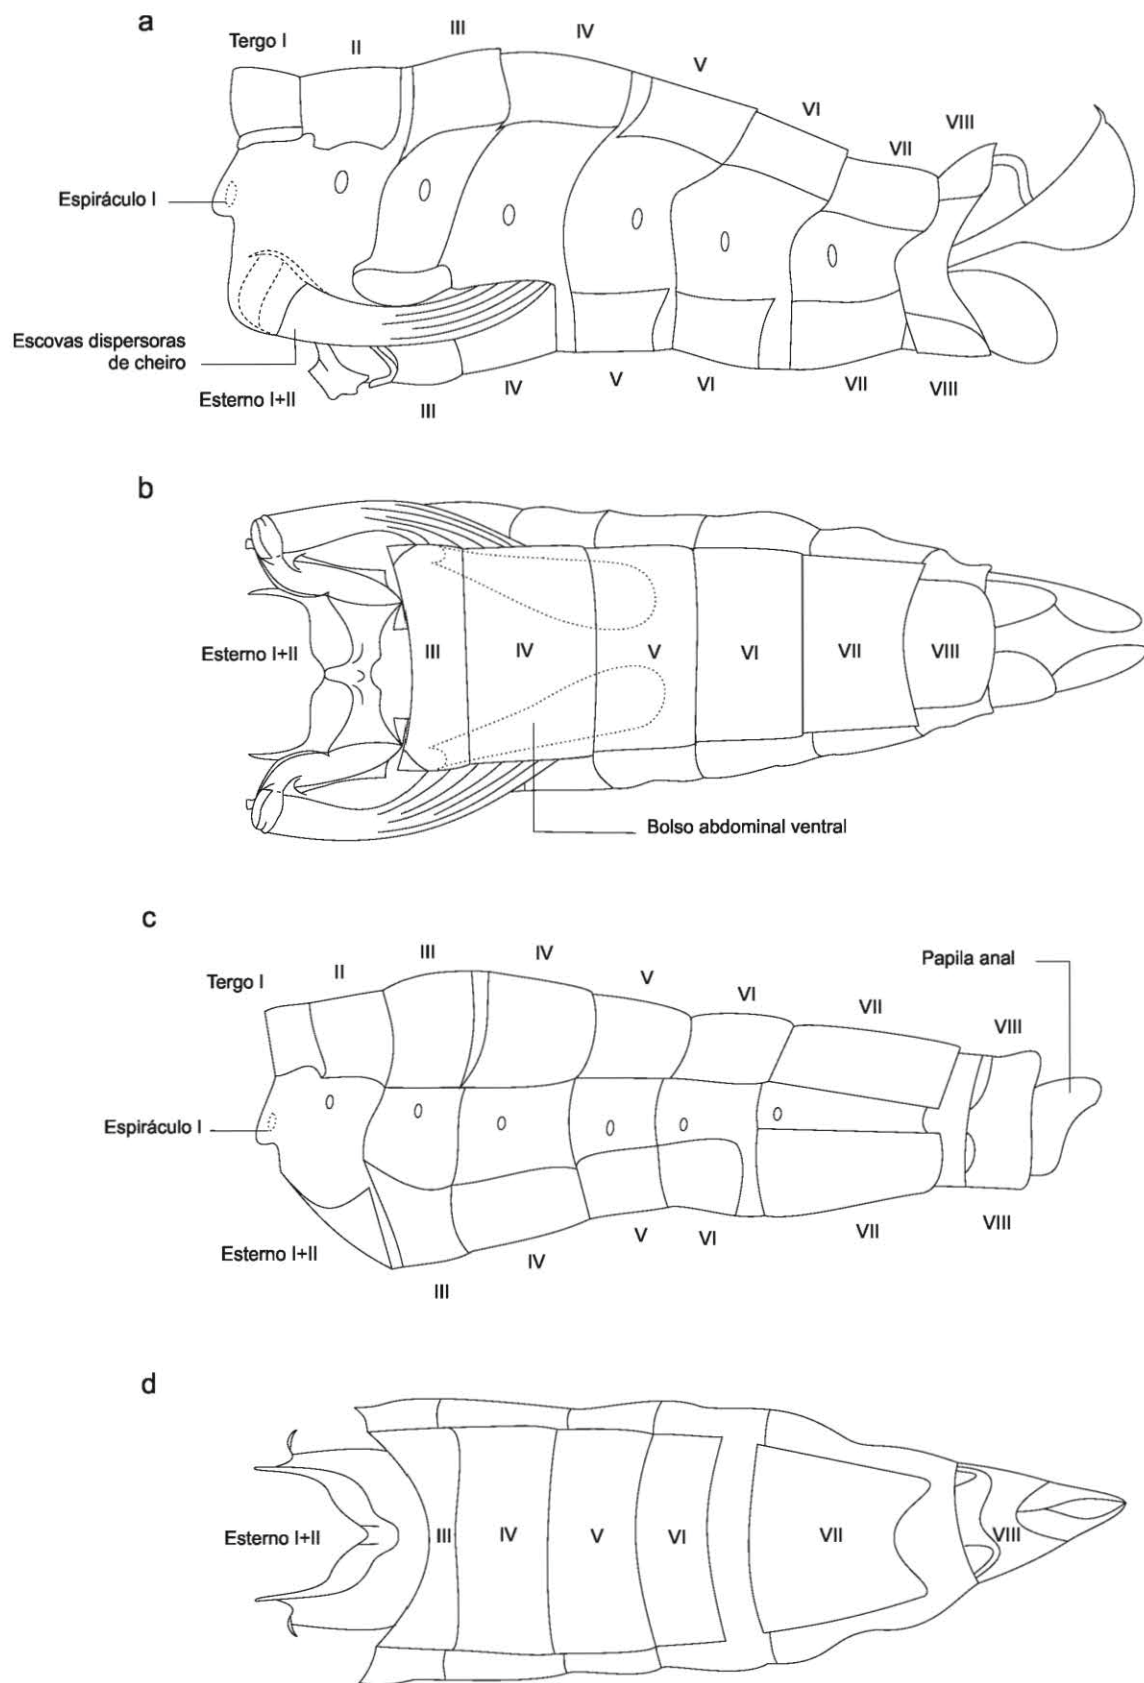 a
Tergo I
II
III
IV
V
VI
VII
VIII
Espiráculo I
Escovas dispersoras
de cheiro
Esterno I+II
III
IV
V
VI
VII
VIII
b
Esterno I+II
III
IV
V
VI
VII
VIII
Bolso abdominal ventral
c
Tergo I
II
III
IV
V
VI
VII
VIII
Papila anal
Espiráculo I
Esterno I+II
III
IV
V
VI
VII
VIII
d
Esterno I+II
III
IV
V
VI
VII
VIII